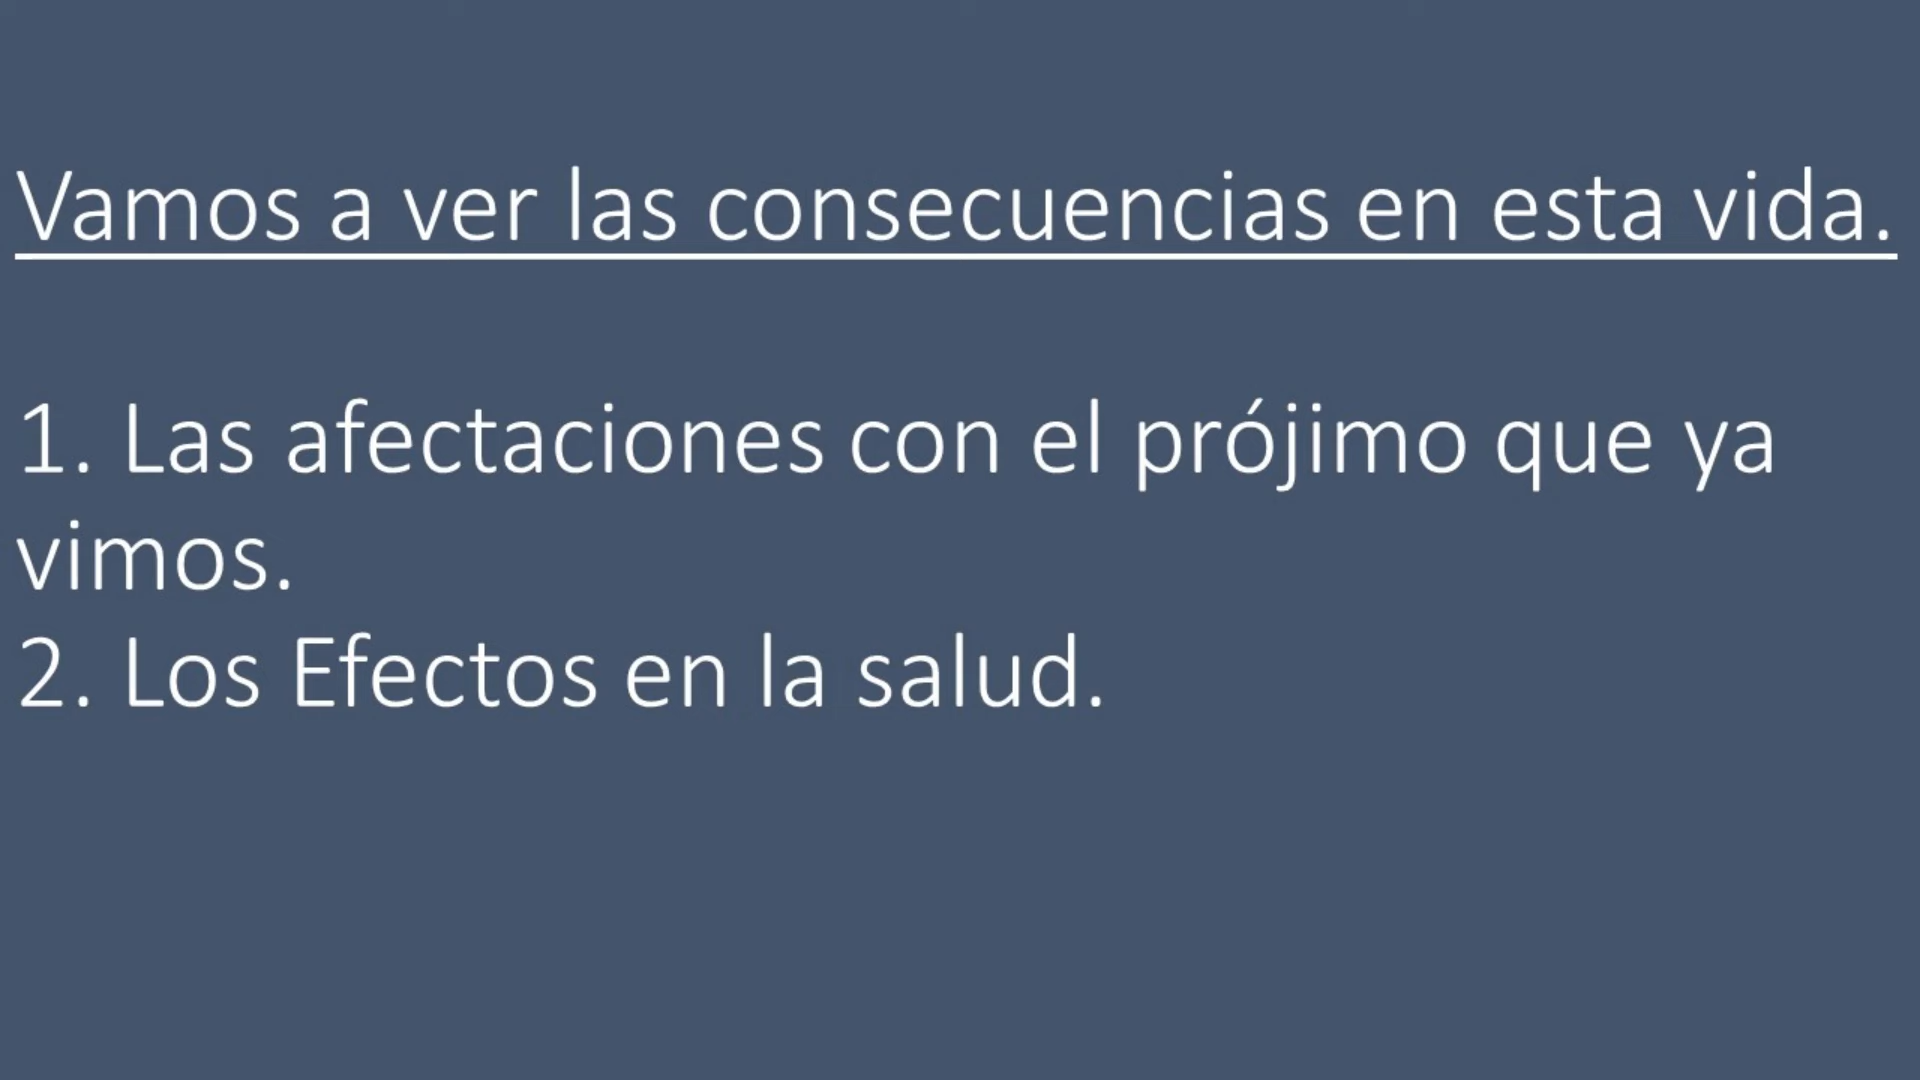 Vamos a ver las consecuencias en esta vida.
1. Las afectaciones con el prójimo que ya
vimos.
2. Los Efectos en la salud.